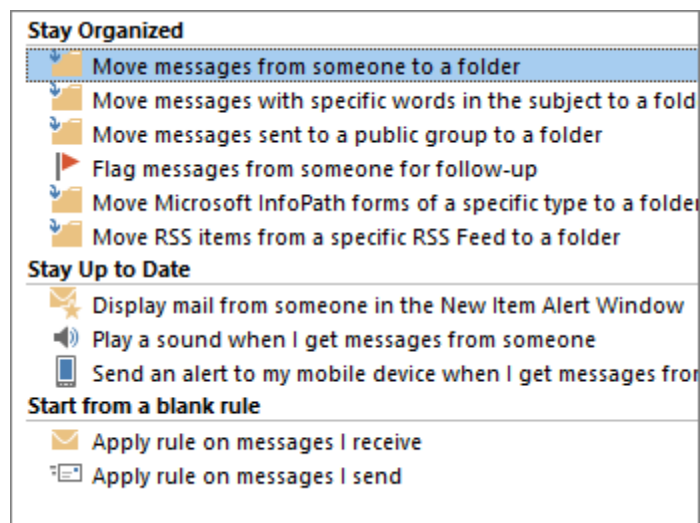 Stay Organized
Move messages from someone to a folder
Move messages with specific words in the subject to a fold
Move messages sent to a public group to a folder
Flag messages from someone for follow-up
Move Microsoft InfoPath forms of a specific type to a folder
Move RSS items from a specific RSS Feed to a folder
Stay Up to Date
Display mail from someone in the New Item Alert Window
Play a sound when I get messages from someone
Send an alert to my mobile device when I get messages from
Start from a blank rule
Apply rule on messages I receive
Apply rule on messages I send